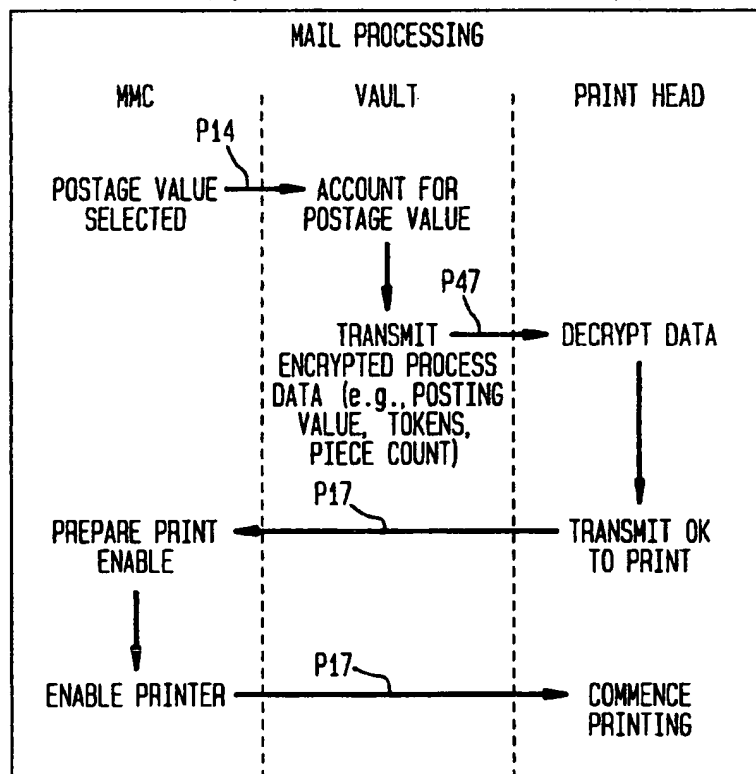 MAIL PROCESSING
MMC VAULT PRINT HEAD
P14
POSTAGE VALUE SELECTED
ACCOUNT FOR POSTAGE VALUE
P47
TRANSMIT
ENCRYPTED PROCESS
DATA (e.g., POSTING
VALUE, TOKENS,
PIECE COUNT)
DECRYPT DATA
P17
PREPARE PRINT
ENABLE
TRANSMIT OK
TO PRINT
P17
ENABLE PRINTER
COMMENCE
PRINTING